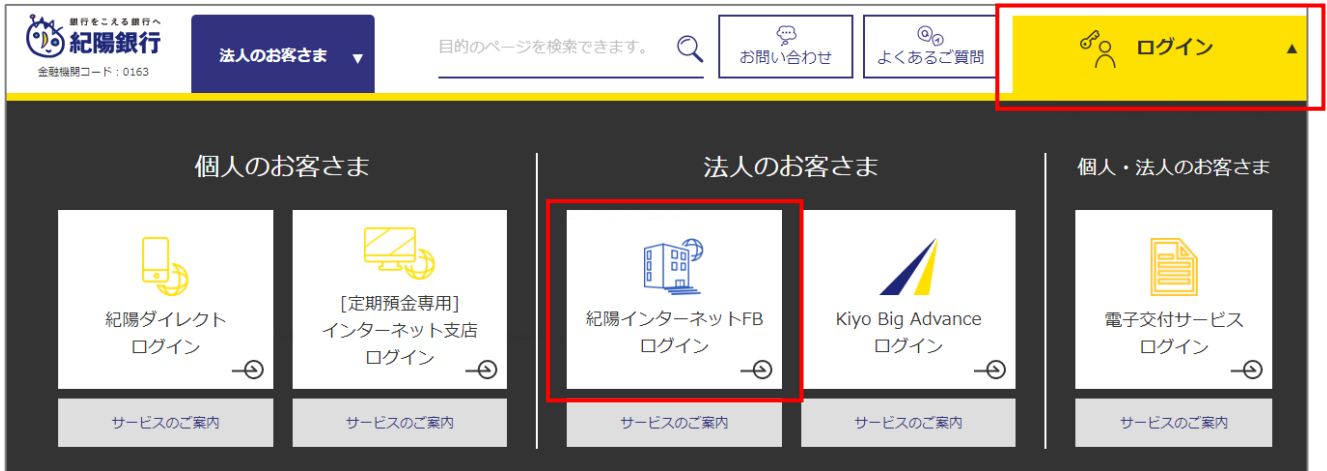 銀行をこえる銀行へ
紀陽銀行
金融機関コード：0163
法人のお客さま ▼
目的のページを検索できます。
お問い合わせ
よくあるご質問
ログイン ▲
個人のお客さま
紀陽ダイレクト
ログイン
サービスのご案内
[定期預金専用]
インターネット支店
ログイン
サービスのご案内
法人のお客さま
紀陽インターネットFB
ログイン
サービスのご案内
Kiyo Big Advance
ログイン
サービスのご案内
個人・法人のお客さま
電子交付サービス
ログイン
サービスのご案内